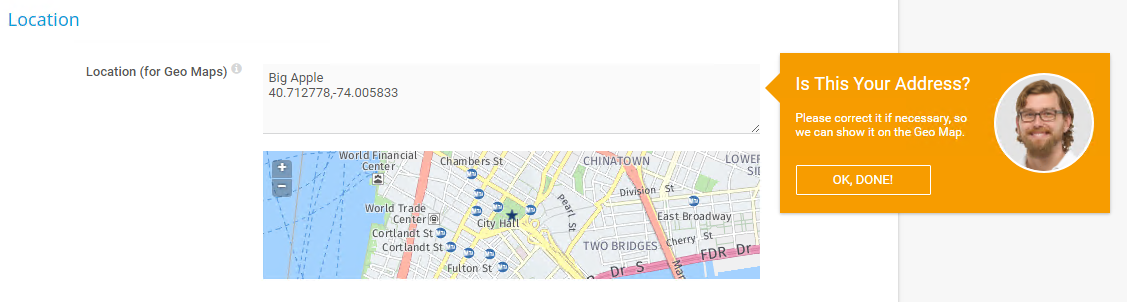 Location
Location (for Geo Maps)
Big Apple
40.712778,-74.005833
Is This Your Address?
Please correct it if necessary, so
we can show it on the Geo Map.
OK, DONE!
+
−
World Financial
Center
Chambers St
CHINATOWN
LOWER
SID
World Trade
Center
City Hall
Pearl St
Division St
East Broadway
Cortlandt St
Cortlandt St
TWO BRIDGES
Cherry St
FDR Dr
Fulton St
Dr S
Man